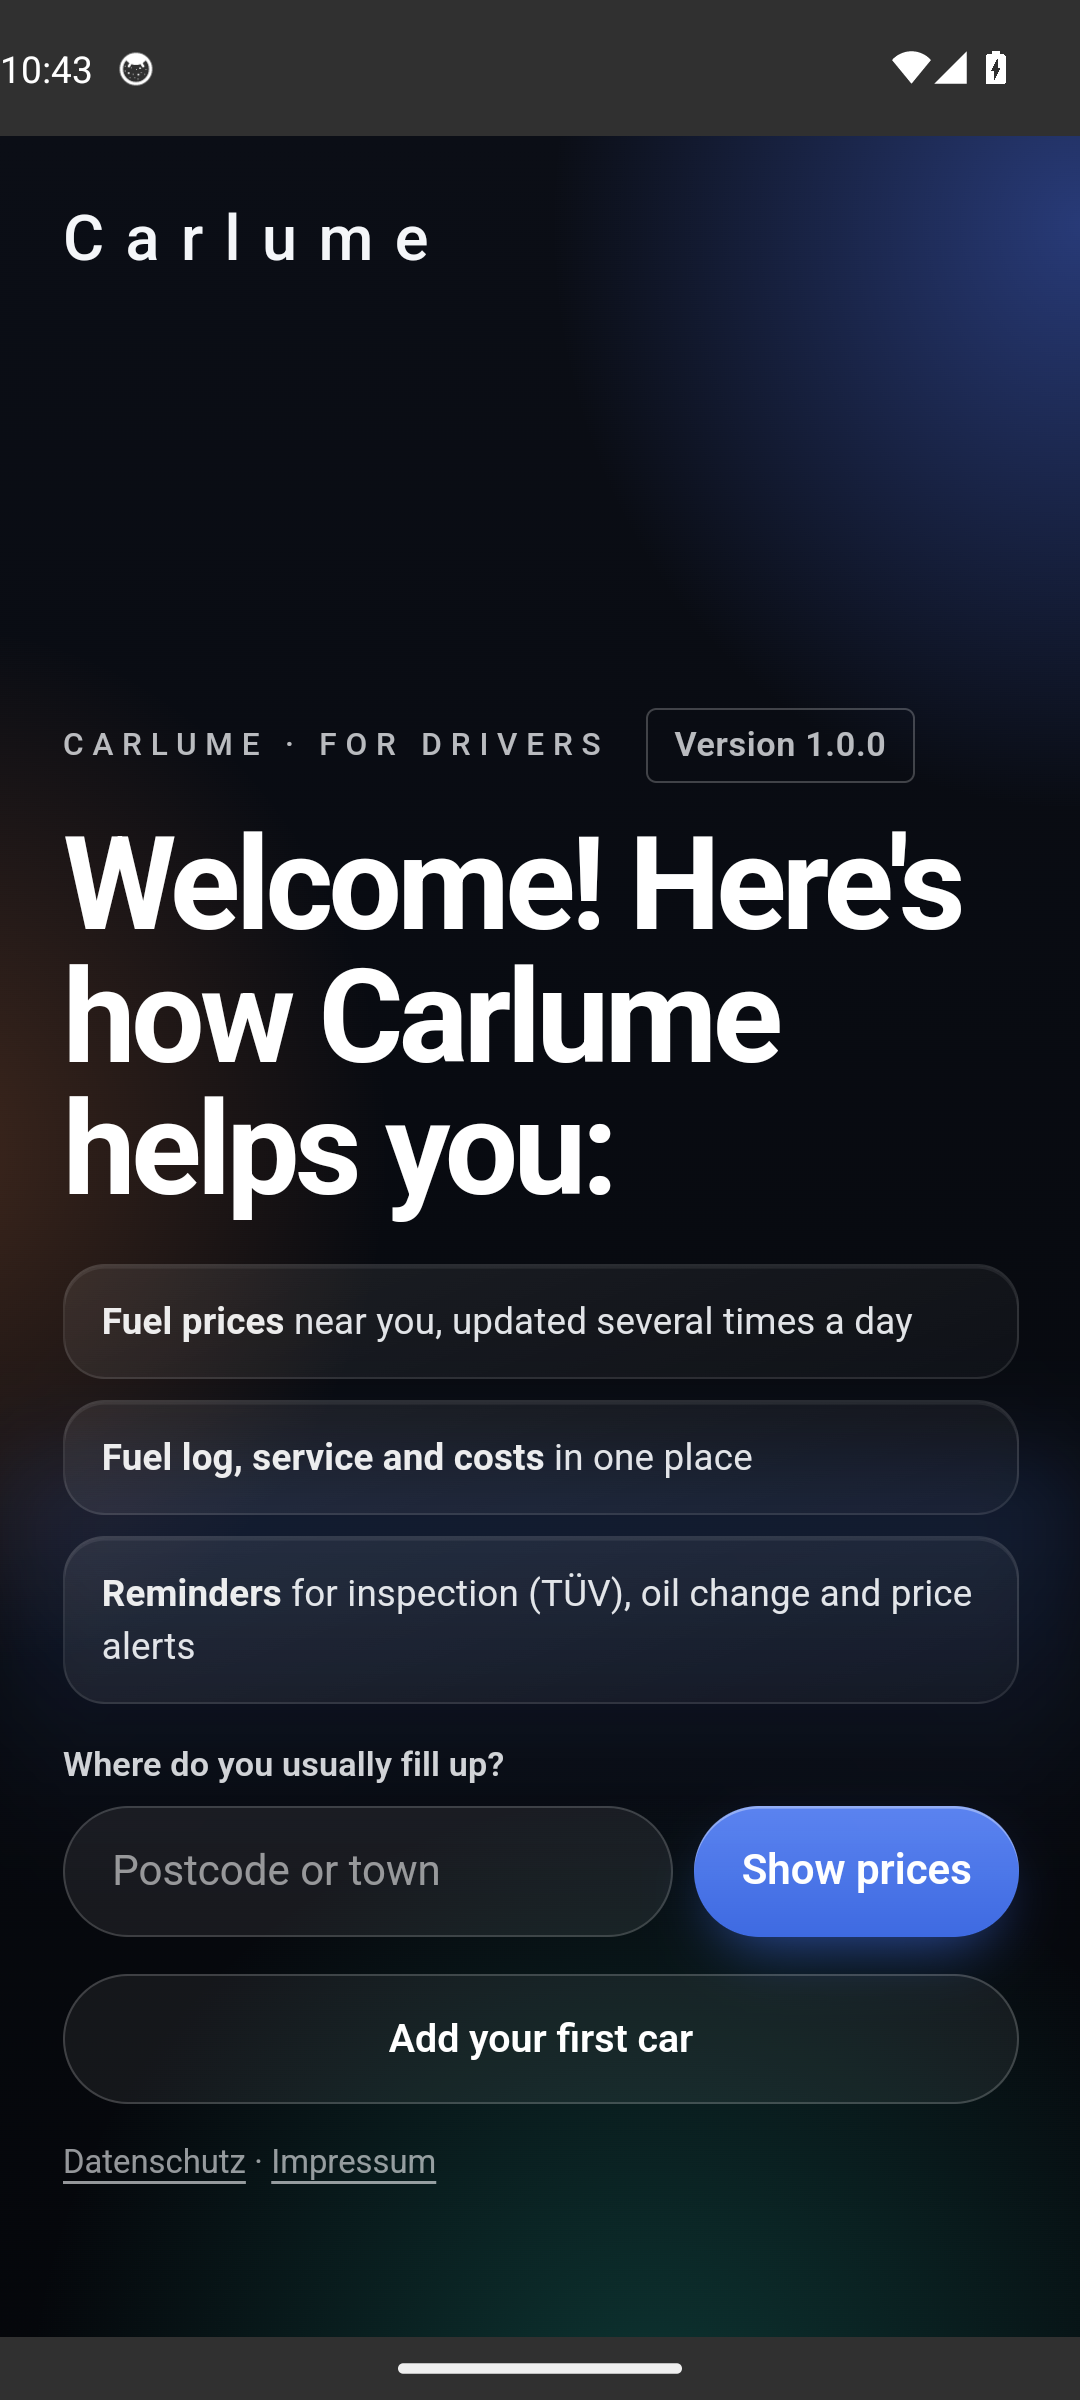 10:43
Carlume
CARLUME · FOR DRIVERS Version 1.0.0
Welcome! Here's
how Carlume
helps you:
Fuel prices near you, updated several times a day
Fuel log, service and costs in one place
Reminders for inspection (TÜV), oil change and price
alerts
Where do you usually fill up?
Postcode or town Show prices
Add your first car
Datenschutz · Impressum